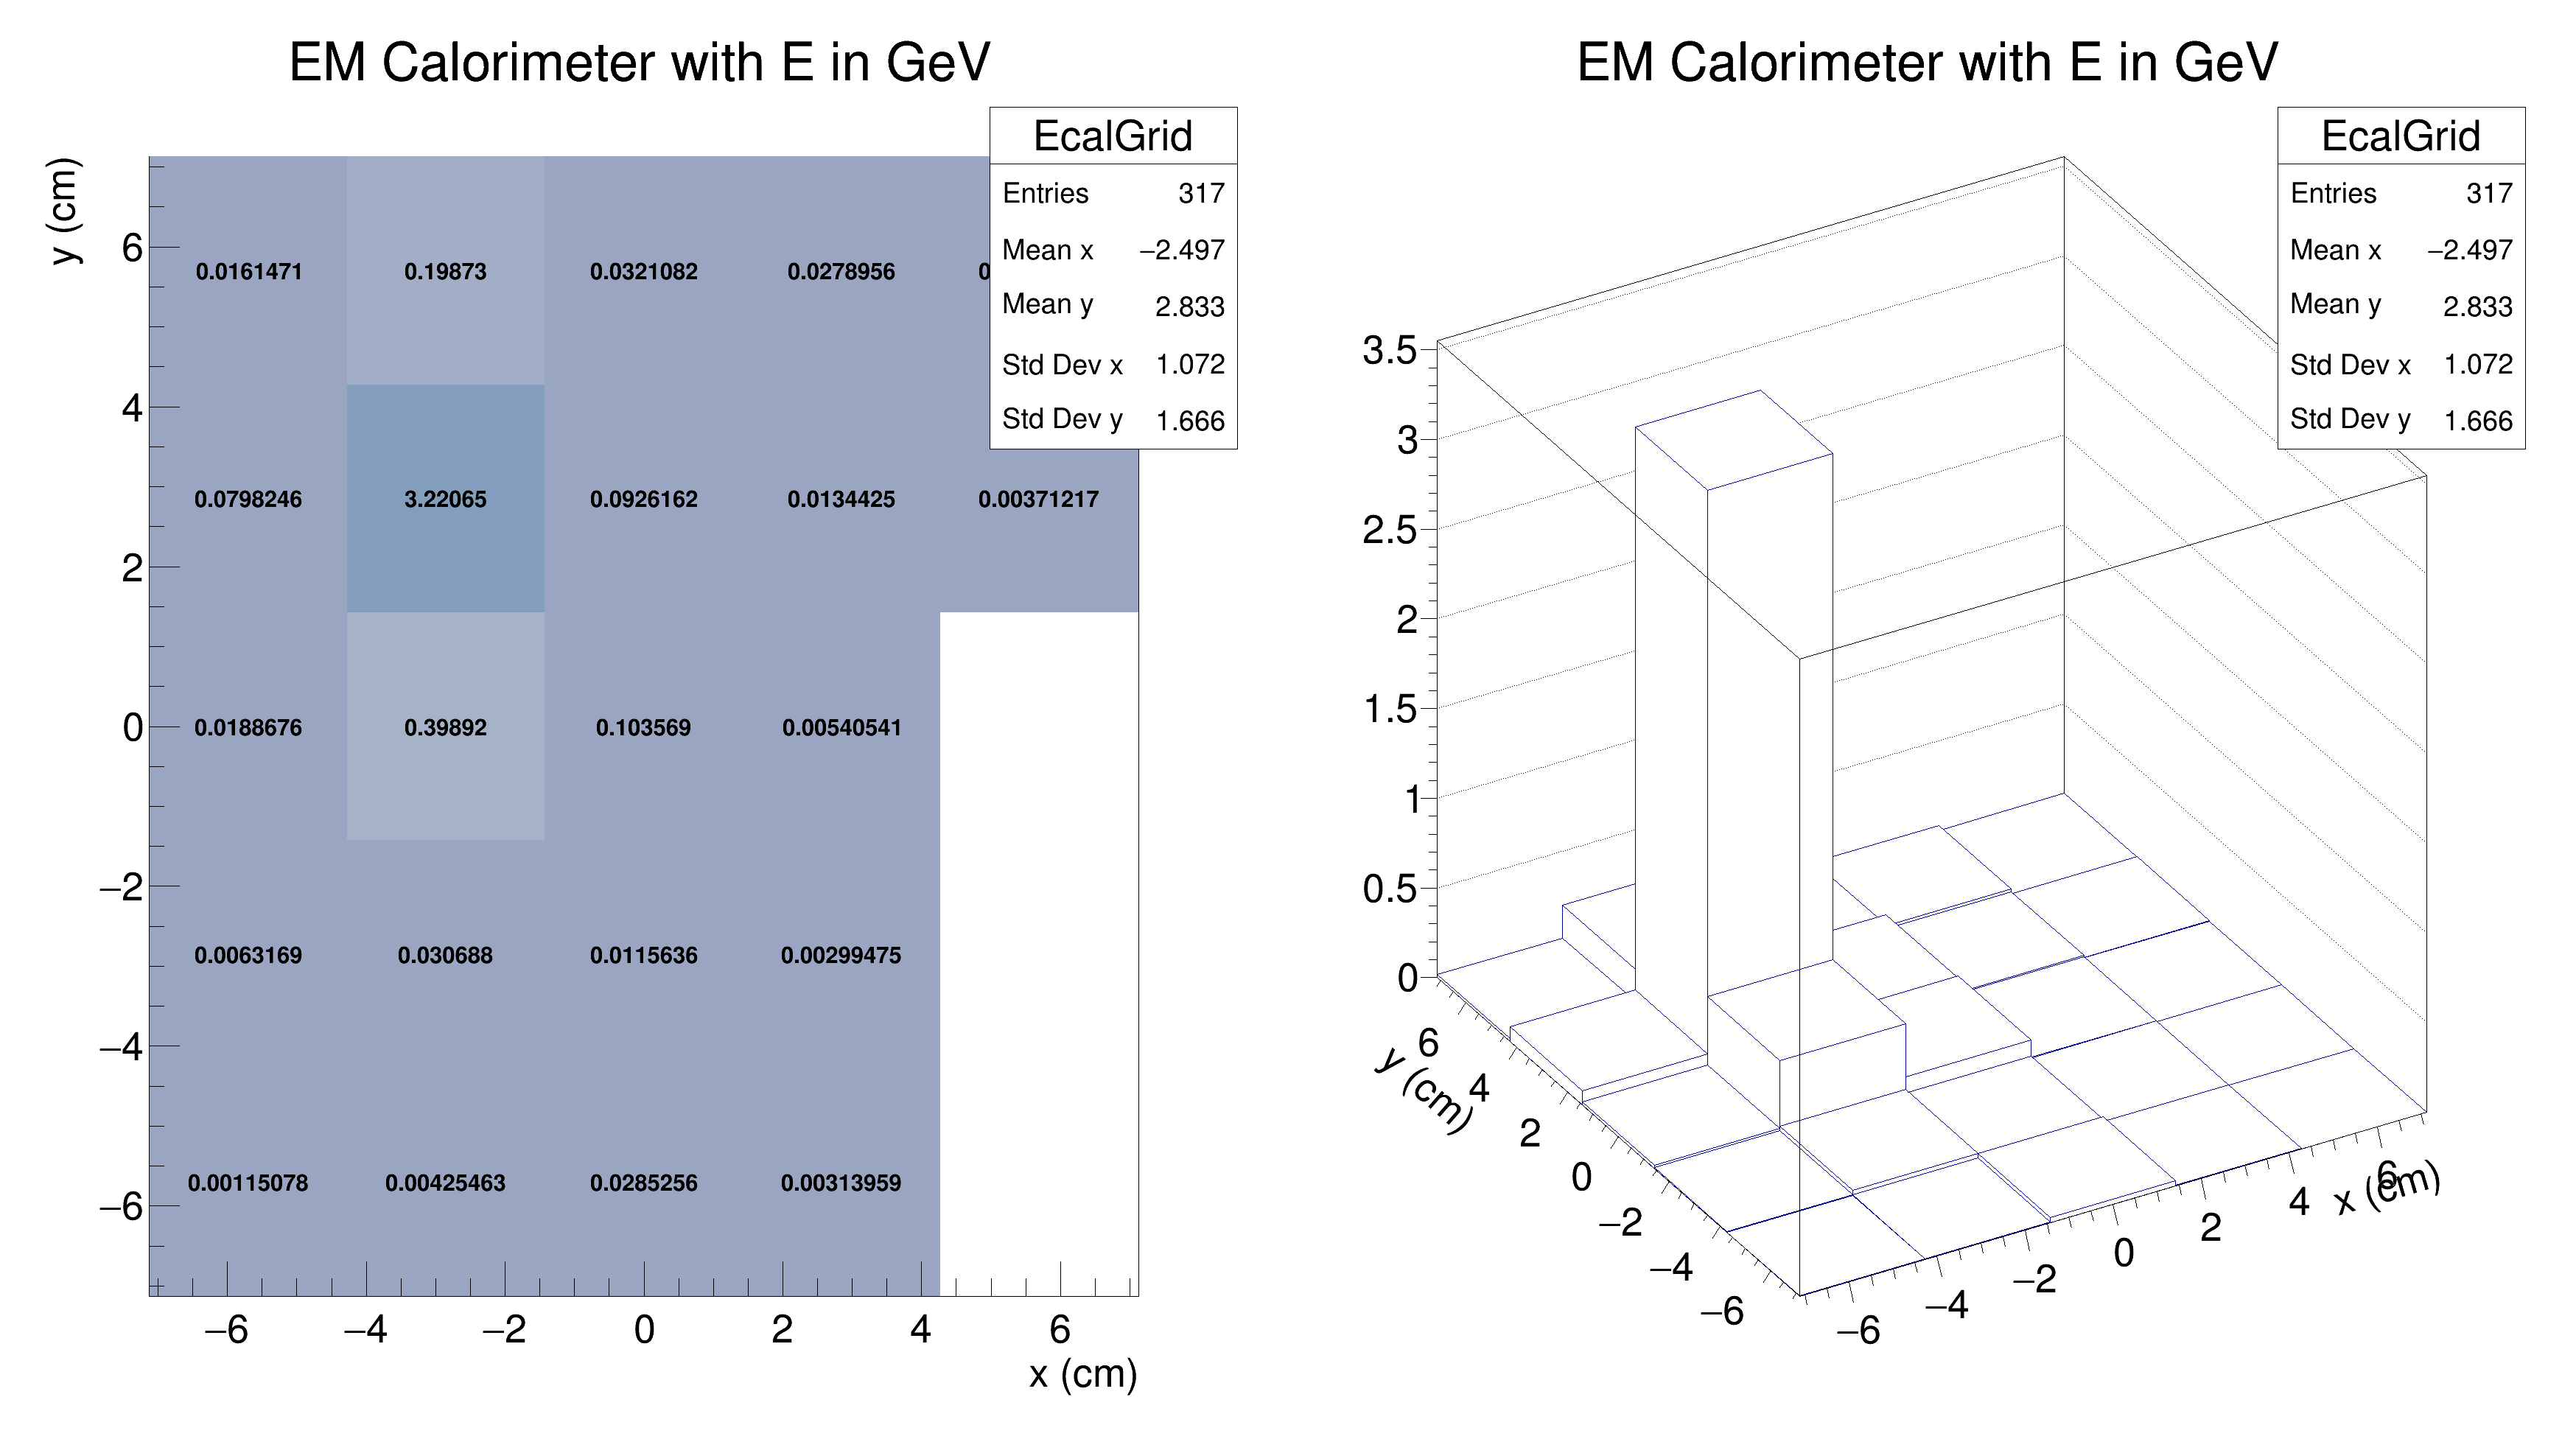 EM Calorimeter with E in GeV
EcalGrid
Entries 317
Mean x −2.497
Mean y 2.833
Std Dev x 1.072
Std Dev y 1.666
y (cm)
6
4
2
0
−2
−4
−6
0.0161471 0.19873 0.0321082 0.0278956
0.0798246 3.22065 0.0926162 0.0134425 0.00371217
0.0188676 0.39892 0.103569 0.00540541
0.0063169 0.030688 0.0115636 0.00299475
0.00115078 0.00425463 0.0285256 0.00313959
−6 −4 −2 0 2 4 6
x (cm)
EM Calorimeter with E in GeV
EcalGrid
Entries 317
Mean x −2.497
Mean y 2.833
Std Dev x 1.072
Std Dev y 1.666
3.5
3
2.5
2
1.5
1
0.5
0
6
4
2
0
−2
−4
−6
y (cm)
−6
−4
−2
0
2
4
6
x (cm)